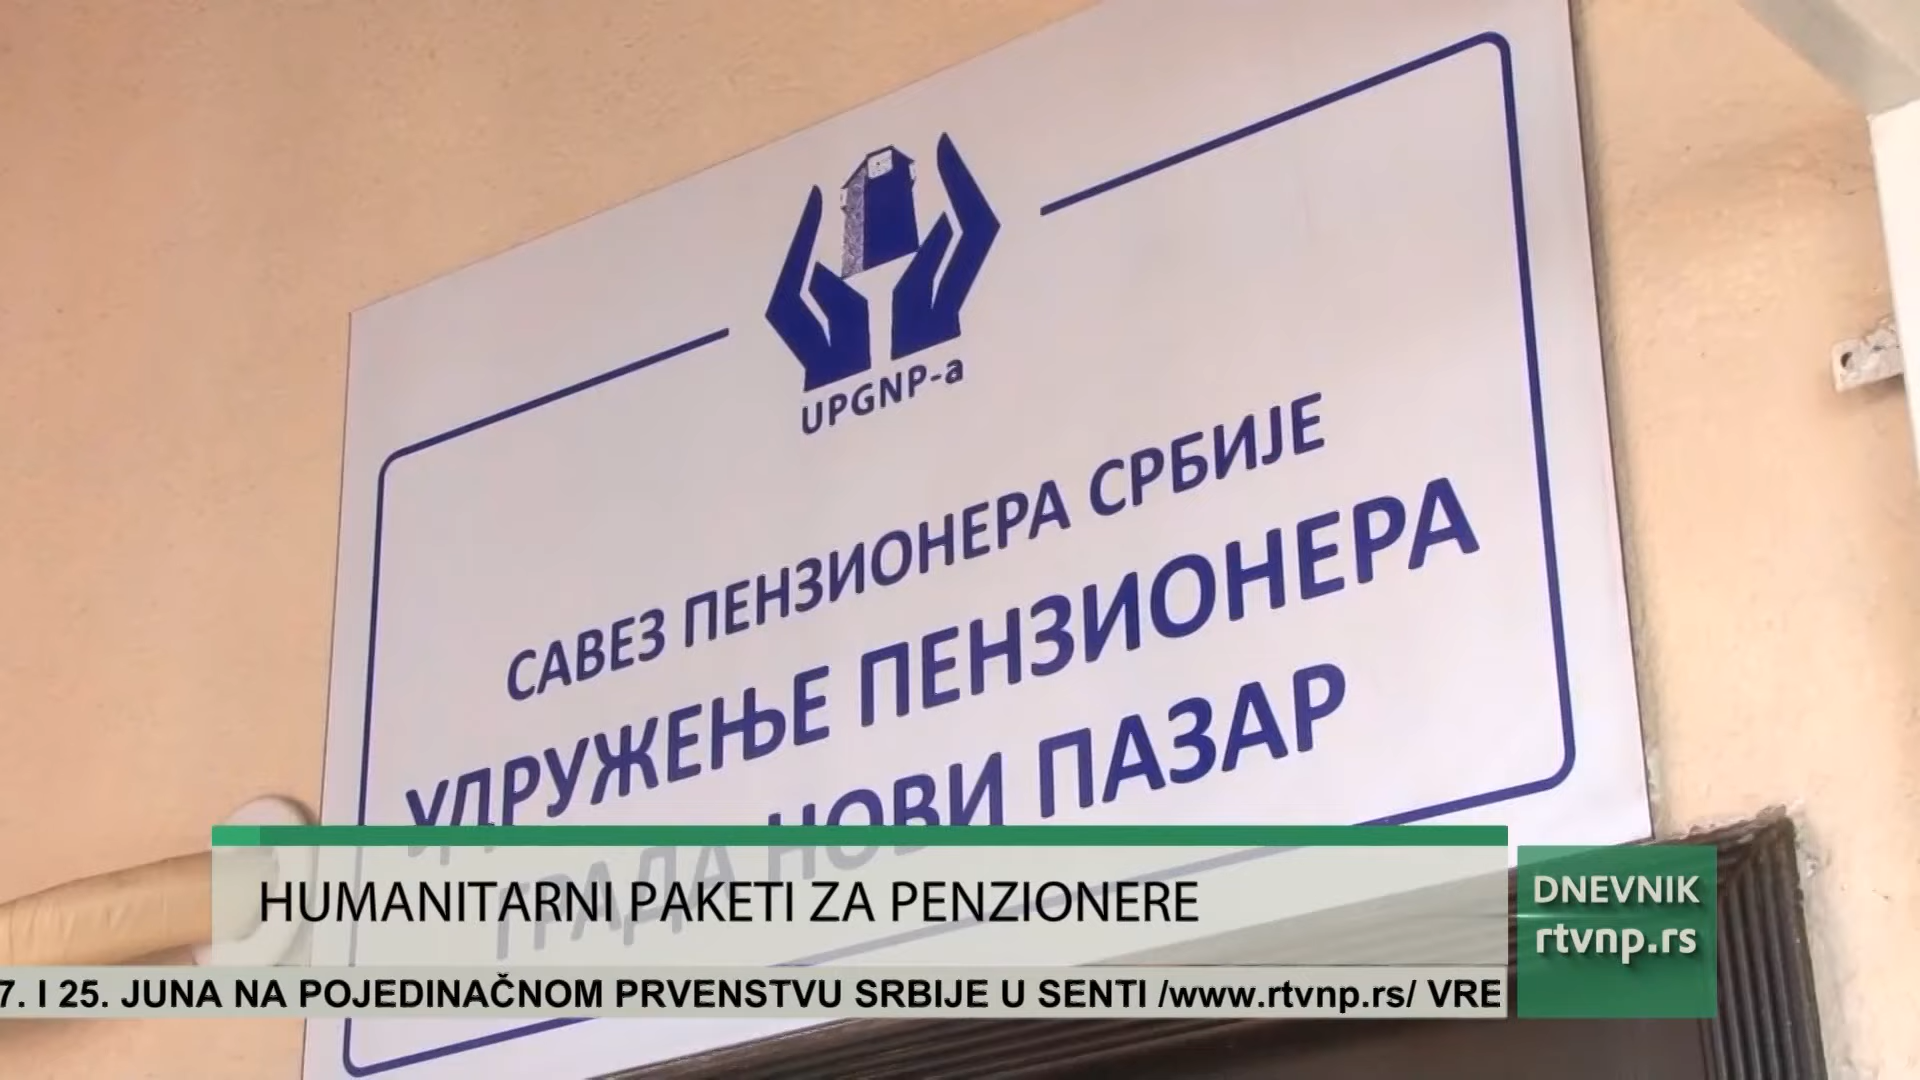 UPGNP-a
САВЕЗ ПЕНЗИОНЕРА СРБИЈЕ
УДРУЖЕЊЕ ПЕНЗИОНЕРА
ГРАДА НОВИ ПАЗАР
HUMANITARNI PAKETI ZA PENZIONERE
DNEVNIK
rtvnp.rs
7. I 25. JUNA NA POJEDINAČNOM PRVENSTVU SRBIJE U SENTI /www.rtvnp.rs/ VRE